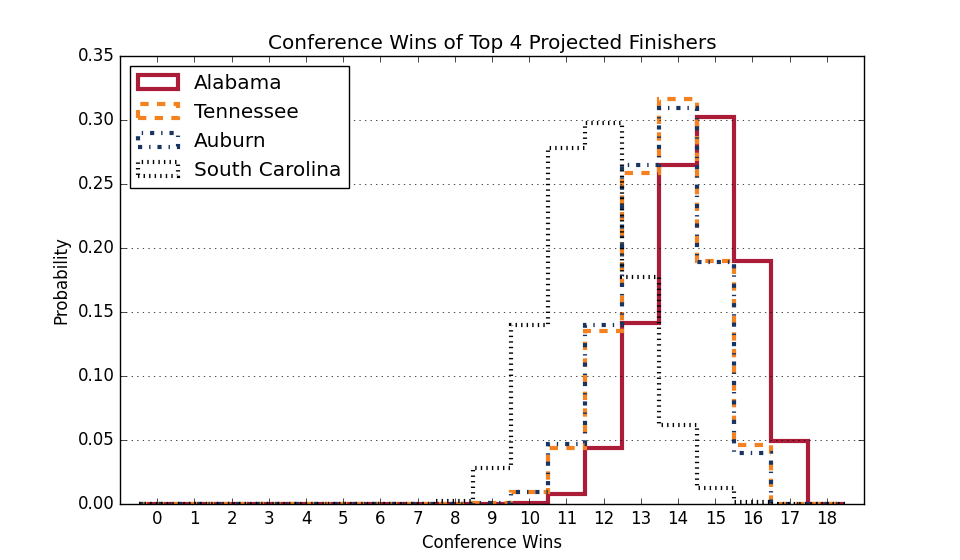 Conference Wins of Top 4 Projected Finishers
0.35
0.30
0.25
0.20
0.15
0.10
0.05
0.00
Probability
Alabama
Tennessee
Auburn
South Carolina
0 1 2 3 4 5 6 7 8 9 10 11 12 13 14 15 16 17 18
Conference Wins